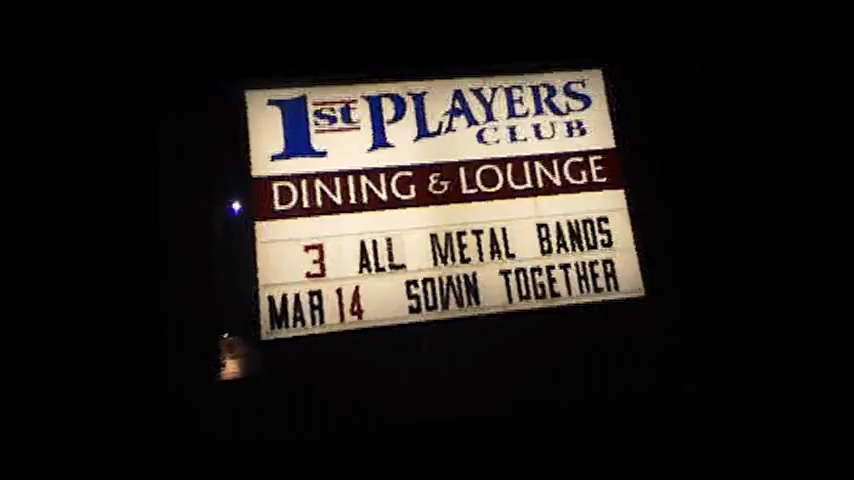 1st PLAYERS
CLUB
DINING & LOUNGE
3 ALL METAL BANDS
MAR 14 SOWN TOGETHER